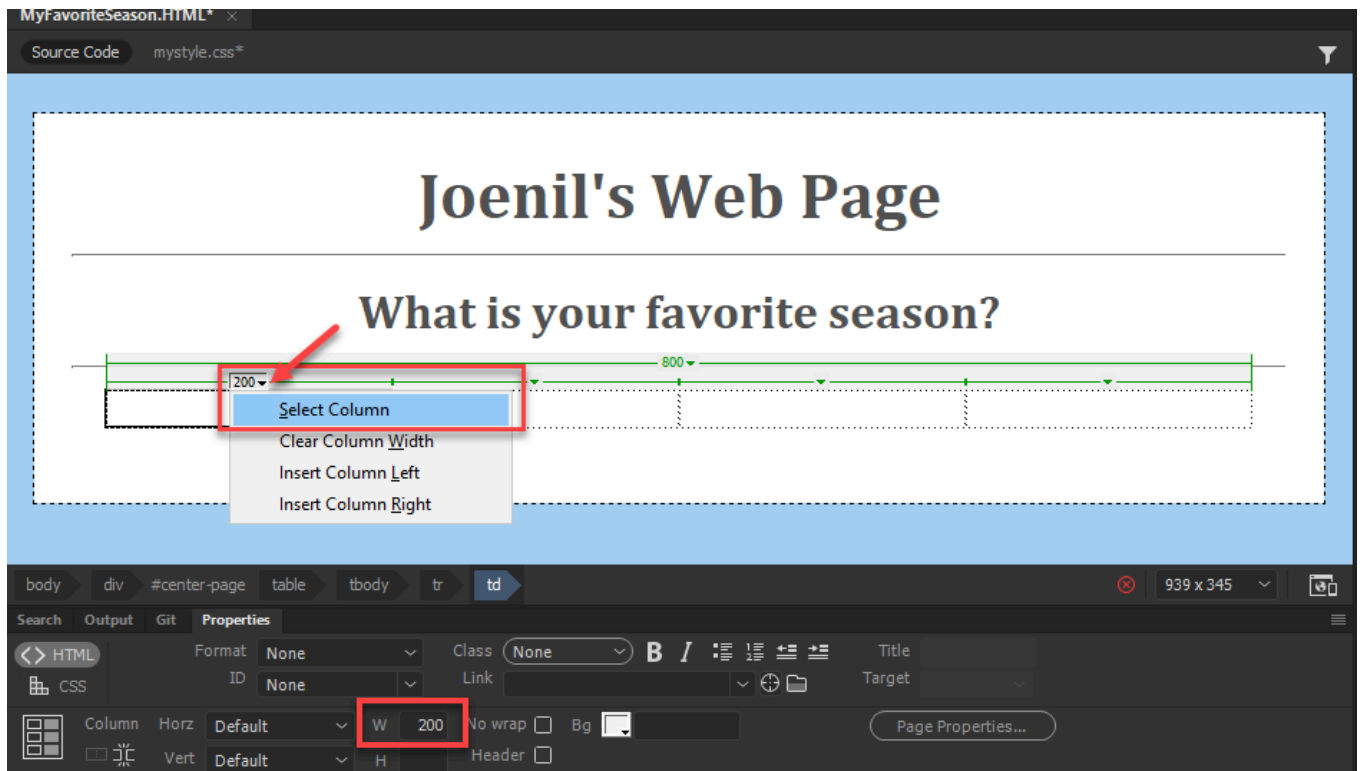 MyFavoriteSeason.HTML* ×
Source Code mystyle.css*
Joenil's Web Page
What is your favorite season?
800
200
Select Column
Clear Column Width
Insert Column Left
Insert Column Right
body div #center-page table tbody tr td 939 x 345
Search Output Git Properties
<> HTML Format None Class None B I Title
CSS ID None Link Target
Column Horz Default W 200 No wrap Bg Page Properties...
Vert Default H Header